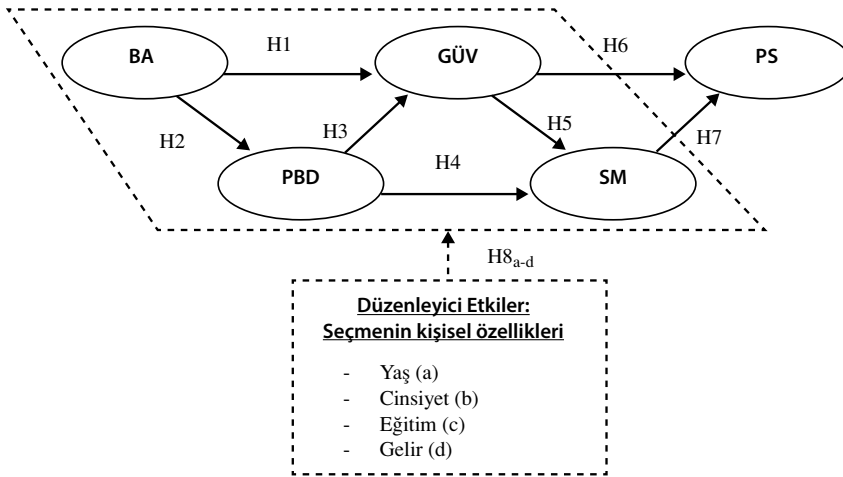 BA
H1
GÜV
H6
PS
H2
H3
H5
H7
PBD
H4
SM
H8a-d
Düzenleyici Etkiler:
Seçmenin kişisel özellikleri
- Yaş (a)
- Cinsiyet (b)
- Eğitim (c)
- Gelir (d)